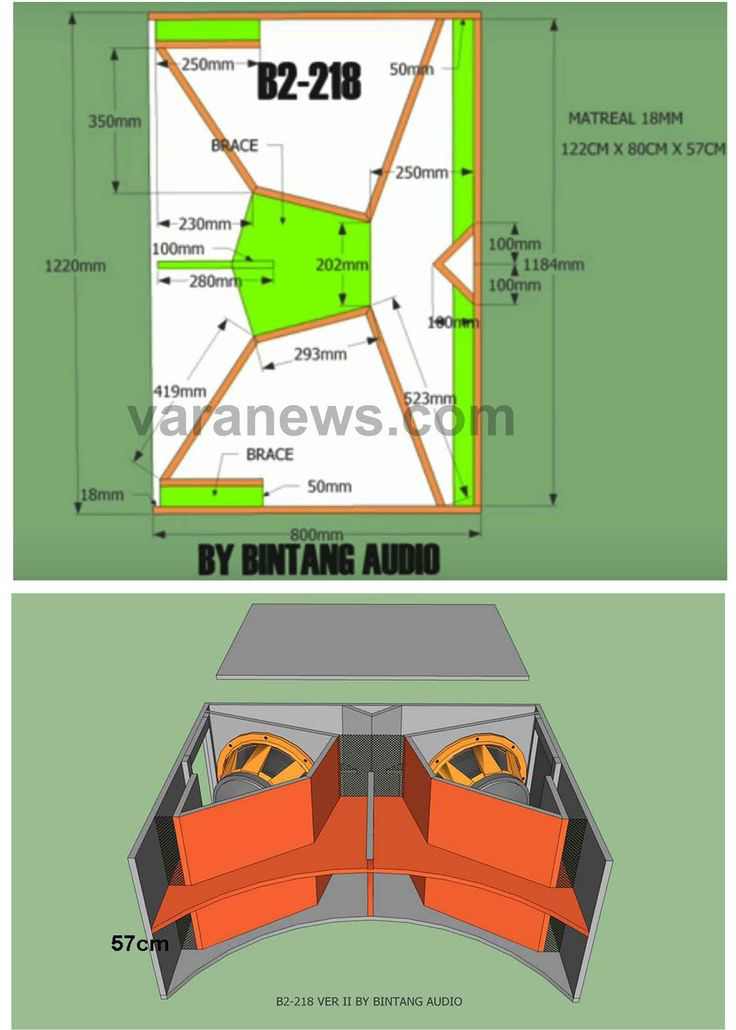 250mm
B2-218
50mm
350mm
MATREAL 18MM
BRACE
122CM X 80CM X 57CM
250mm
230mm
100mm
100mm
1220mm
202mm
1184mm
280mm
100mm
180mm
293mm
419mm
523mm
varanews.com
BRACE
50mm
18mm
800mm
BY BINTANG AUDIO
57cm
B2-218 VER II BY BINTANG AUDIO